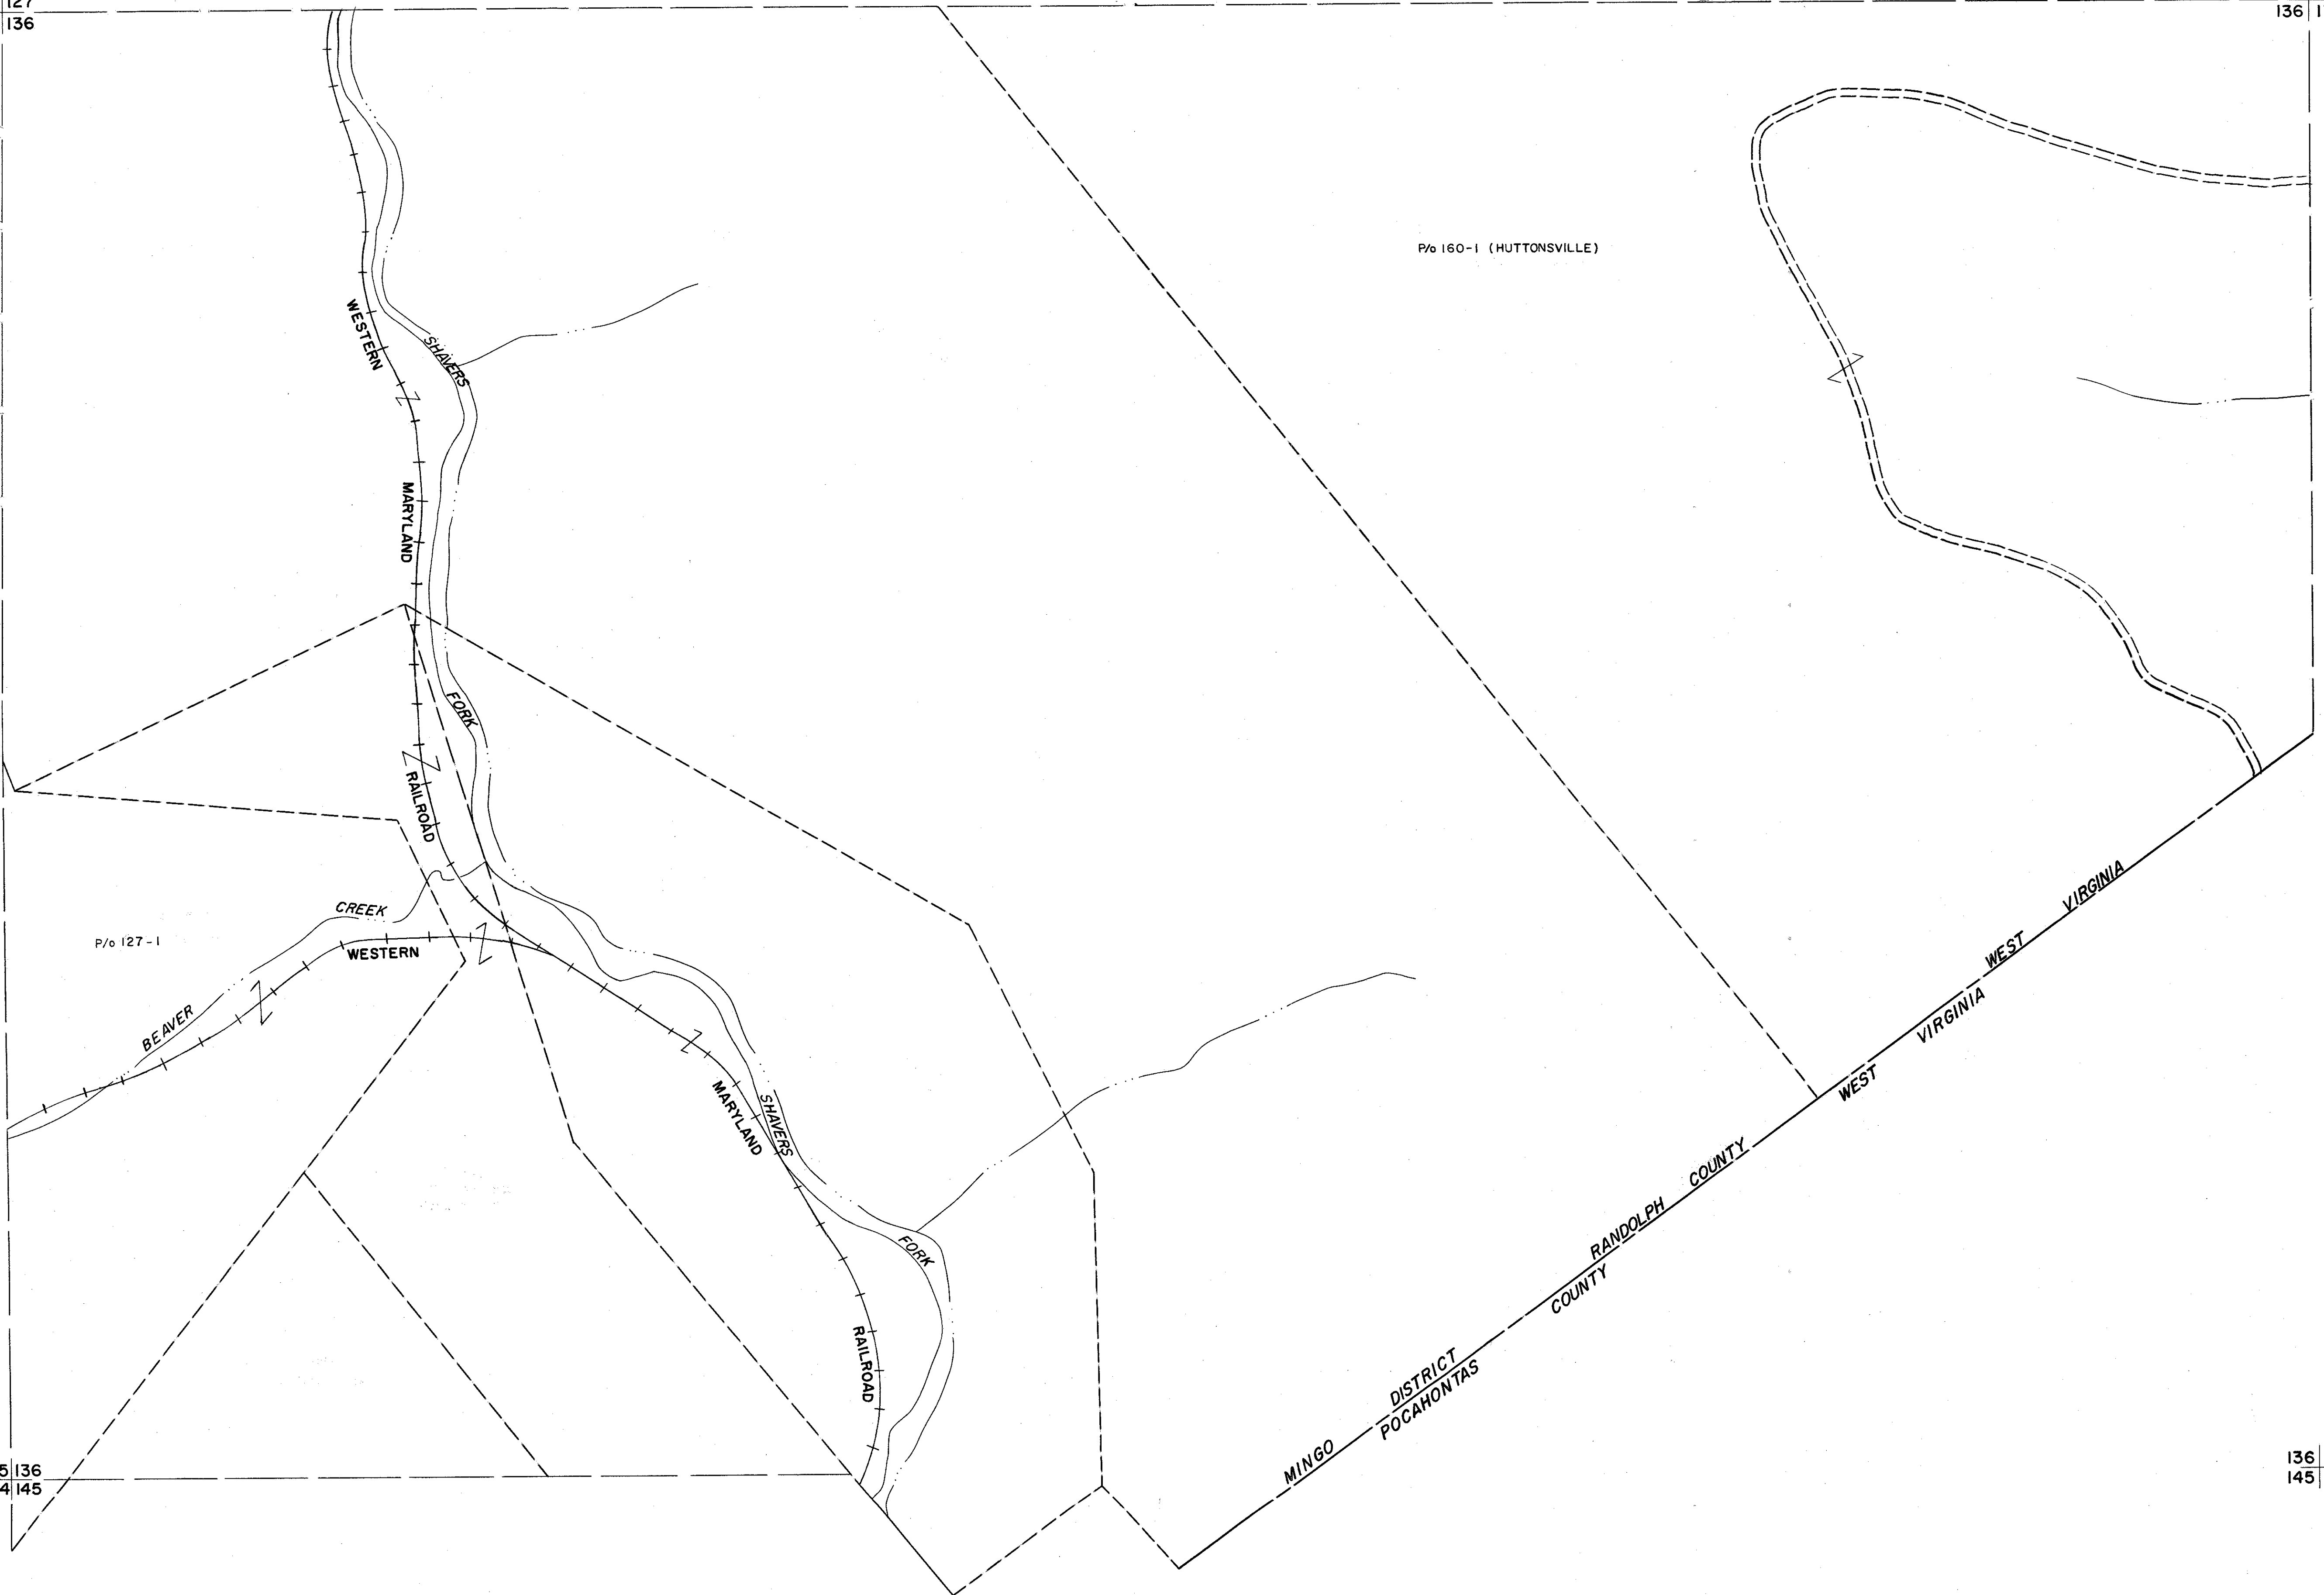 127
136
136 1
P/o 160-1 (HUTTONSVILLE)
WESTERN
SHAVERS
MARYLAND
FORK
RAILROAD
CREEK
P/o 127-1
WESTERN
BEAVER
MARYLAND
SHAVERS
FORK
RAILROAD
MINGO DISTRICT RANDOLPH COUNTY WEST VIRGINIA
POCAHONTAS COUNTY WEST VIRGINIA
5 136
4 145
136
145